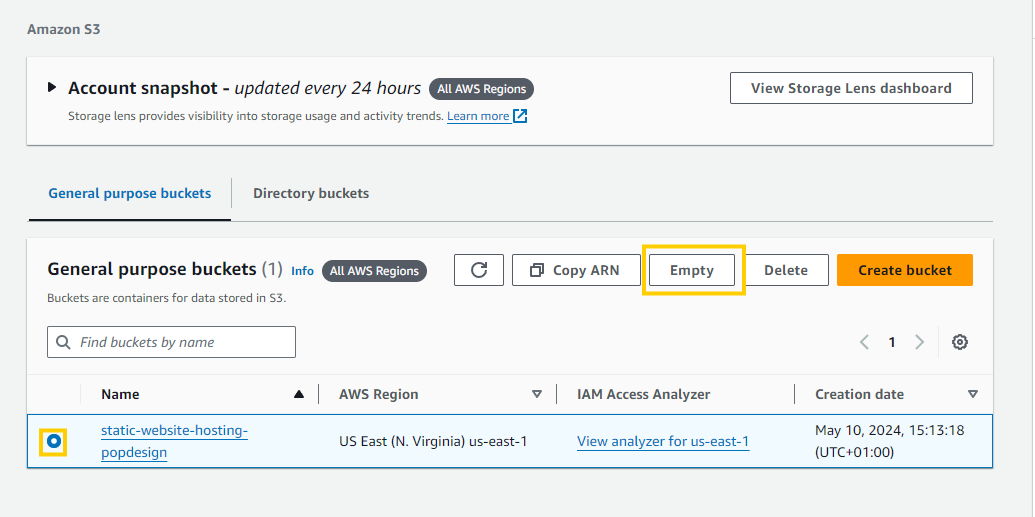 Amazon S3
Account snapshot - updated every 24 hours All AWS Regions
View Storage Lens dashboard
Storage lens provides visibility into storage usage and activity trends. Learn more
General purpose buckets
Directory buckets
General purpose buckets (1) Info All AWS Regions
Copy ARN
Empty
Delete
Create bucket
Buckets are containers for data stored in S3.
Find buckets by name
1
Name
AWS Region
IAM Access Analyzer
Creation date
static-website-hosting-
popdesign
US East (N. Virginia) us-east-1
View analyzer for us-east-1
May 10, 2024, 15:13:18
(UTC+01:00)